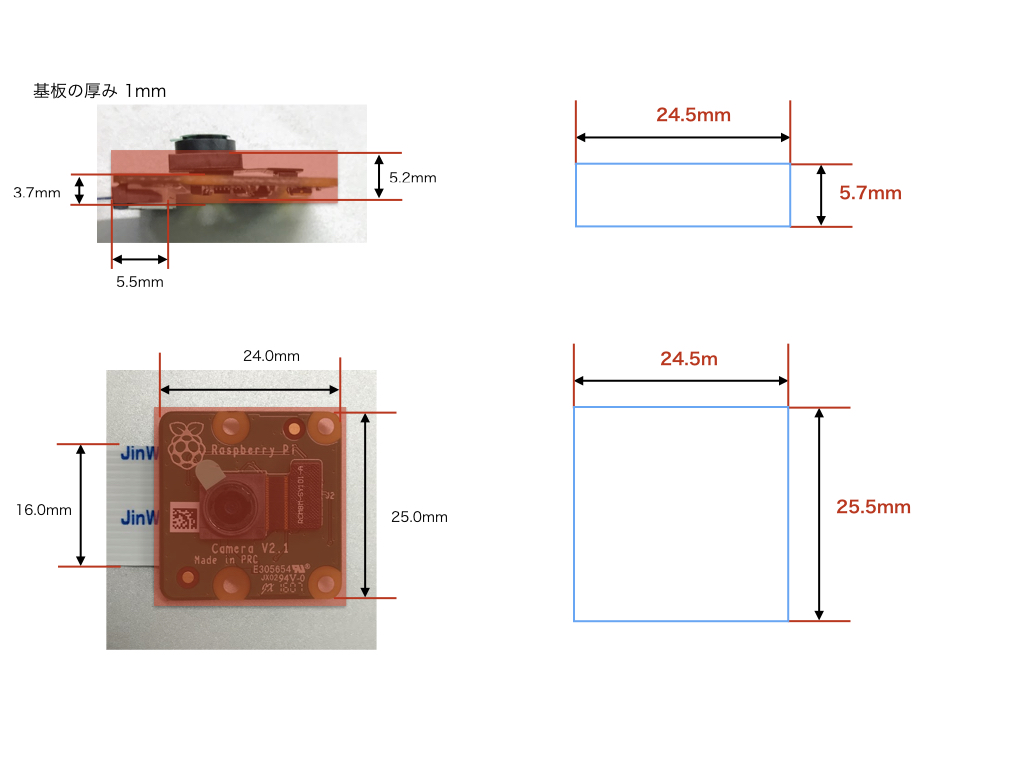 基板の厚み 1mm
24.5mm
5.2mm
3.7mm
5.7mm
5.5mm
24.0mm
24.5m
JinW
Raspberry Pi
16.0mm
JinW
25.0mm
25.5mm
Camera V2.1
Made in PRC
E305654
94V-0
1607